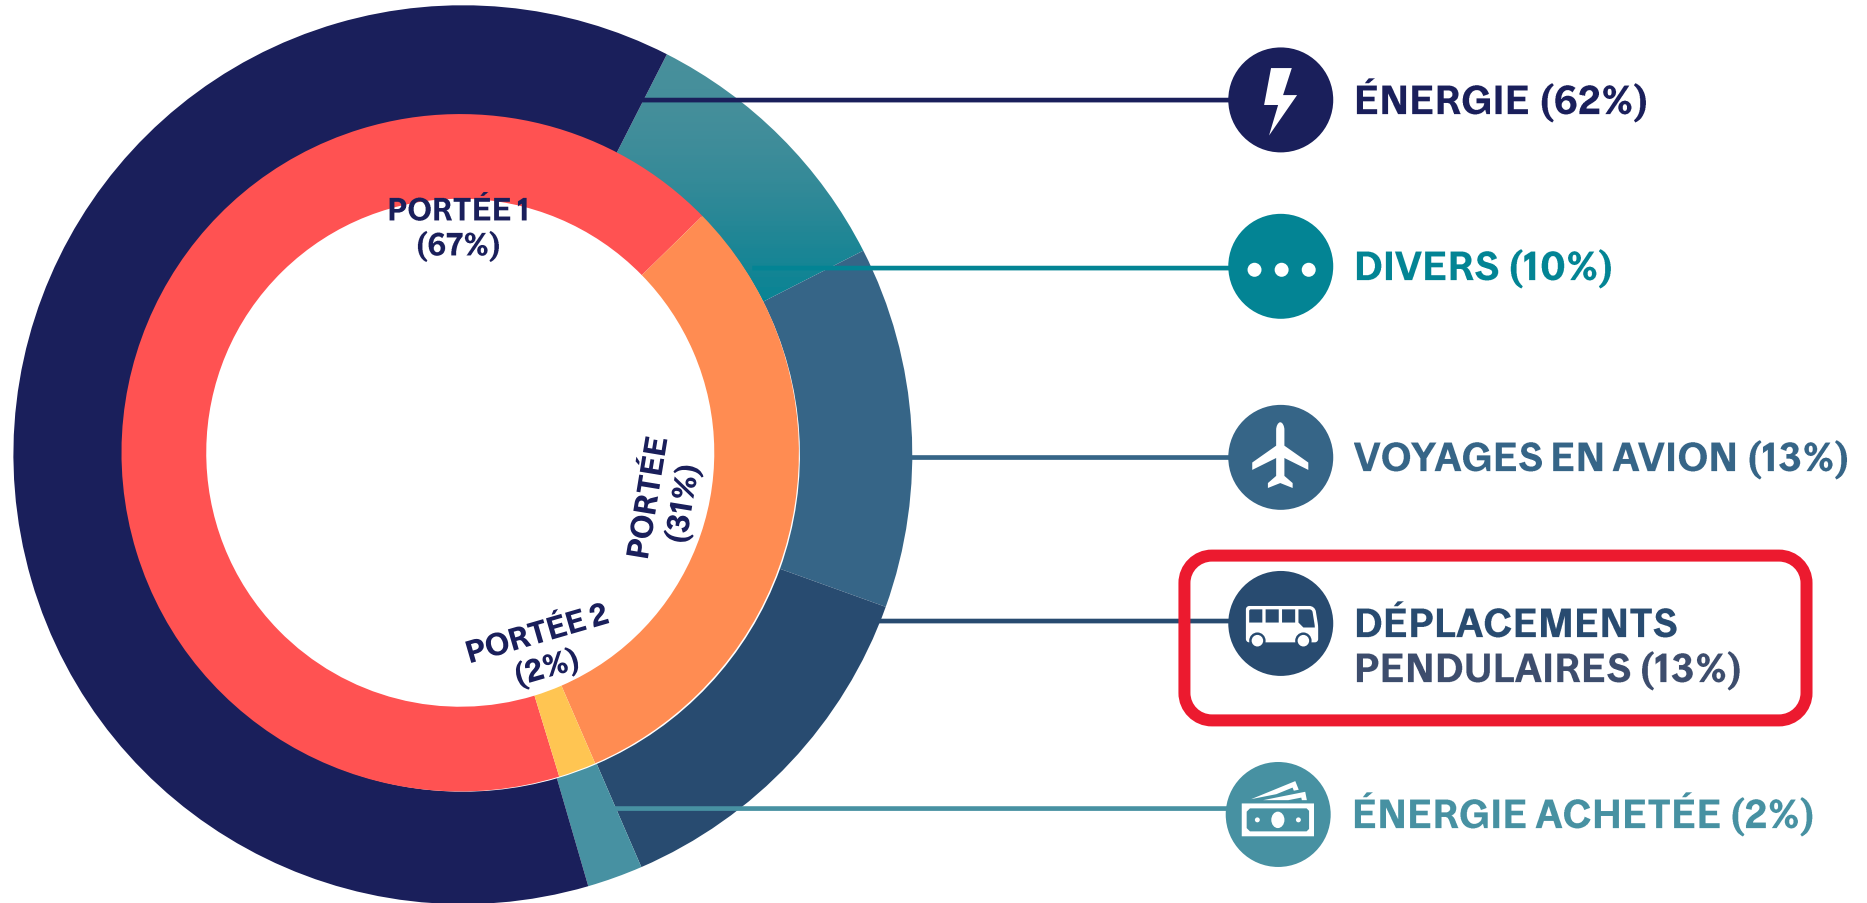 PORTÉE 1
(67%)
PORTÉE
(31%)
PORTÉE 2
(2%)
ÉNERGIE (62%)
DIVERS (10%)
VOYAGES EN AVION (13%)
DÉPLACEMENTS
PENDULAIRES (13%)
ÉNERGIE ACHETÉE (2%)